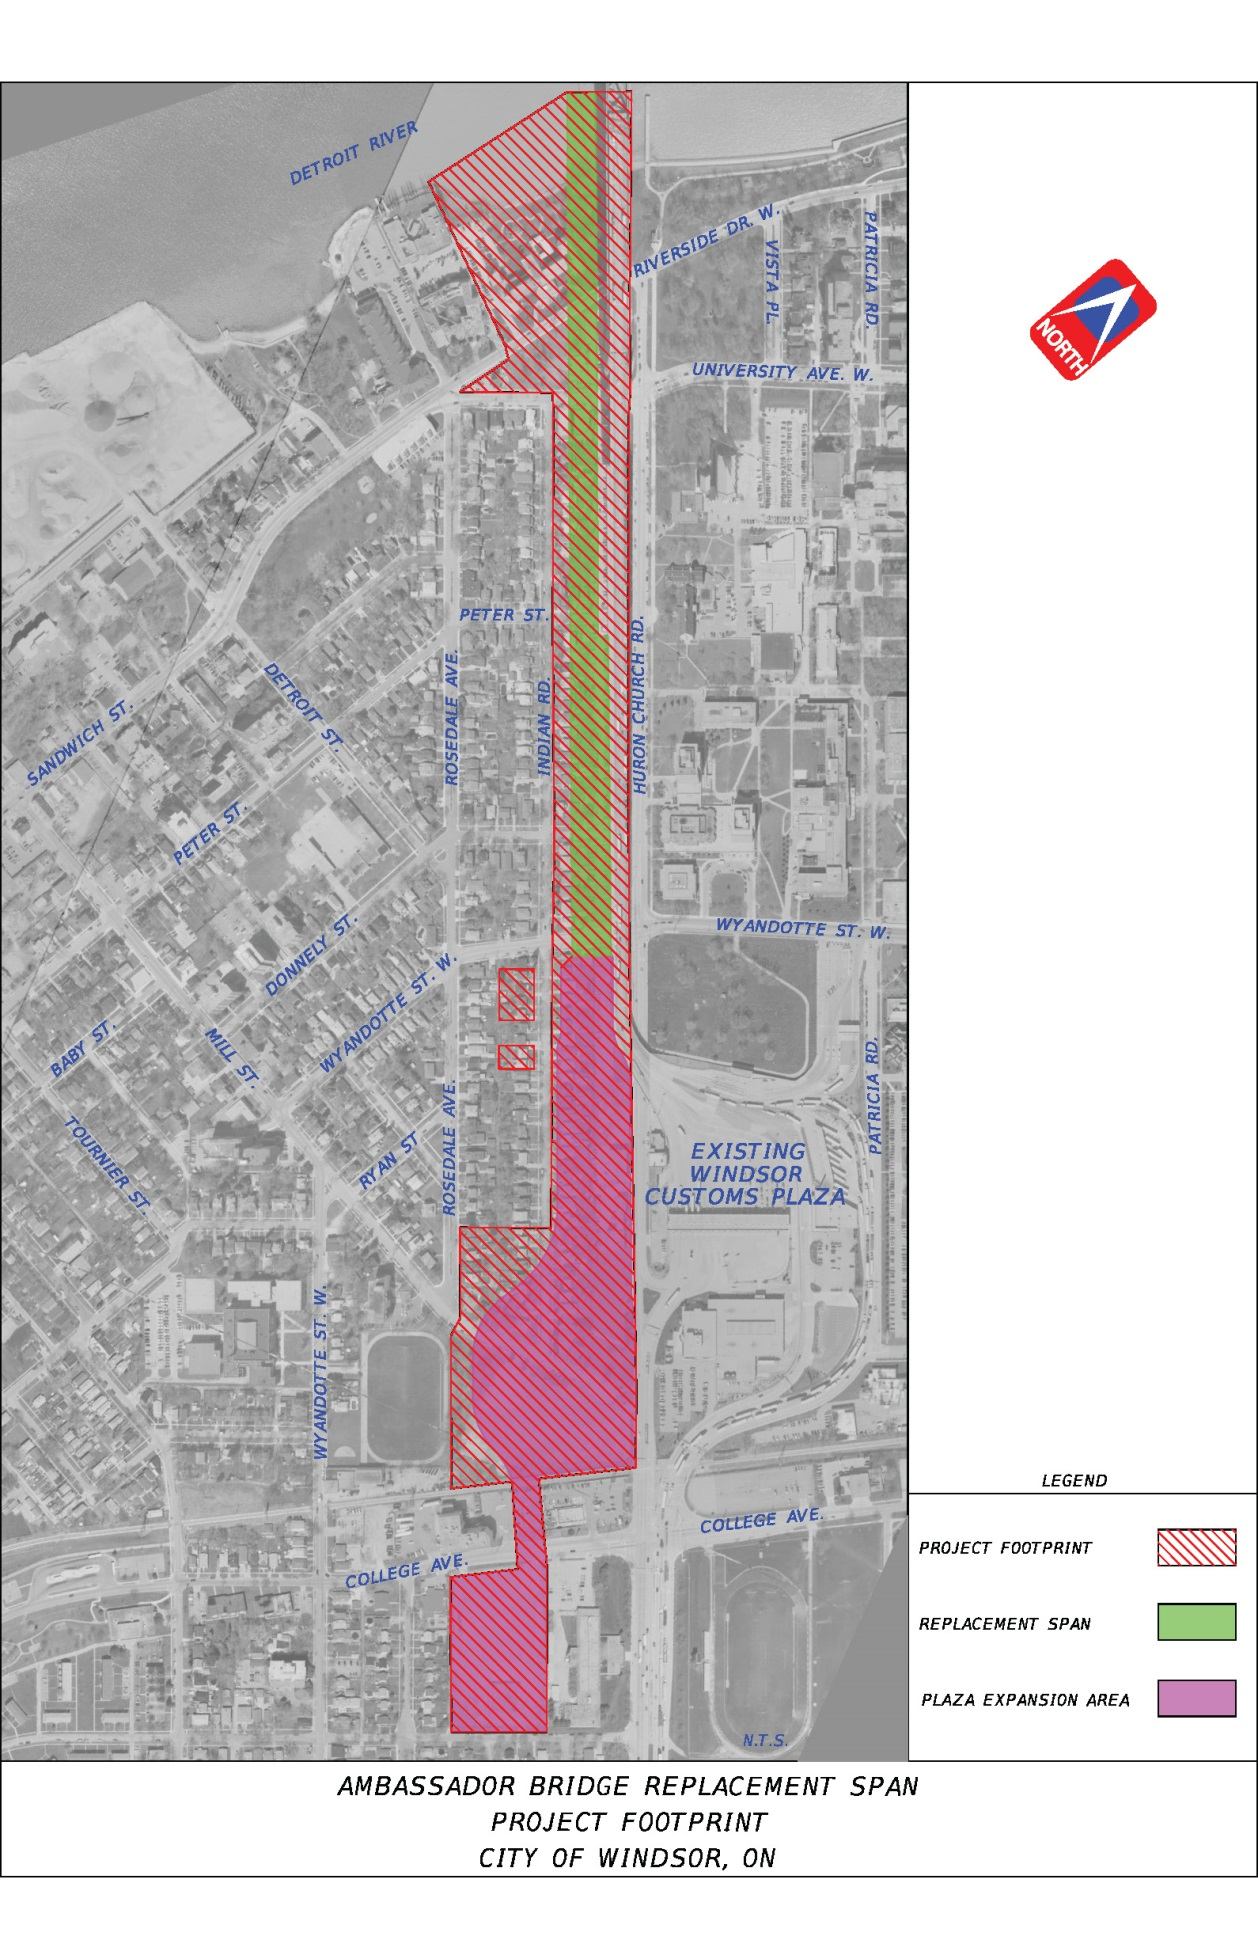 DETROIT RIVER
RIVERSIDE DR. W.
VISTA PL.
PATRICIA RD.
NORTH
UNIVERSITY AVE. W.
PETER ST.
ROSEDALE AVE.
INDIAN RD.
HURON CHURCH RD.
DETROIT ST.
SANDWICH ST.
PETER ST.
WYANDOTTE ST. W.
DONNELY ST.
WYANDOTTE ST. W.
BABY ST.
MILL ST.
PATRICIA RD.
ROSEDALE AVE.
TOURNIER ST.
RYAN ST
EXISTING
WINDSOR
CUSTOMS PLAZA
WYANDOTTE ST. W.
COLLEGE AVE.
COLLEGE AVE.
N.T.S.
LEGEND
PROJECT FOOTPRINT
REPLACEMENT SPAN
PLAZA EXPANSION AREA
AMBASSADOR BRIDGE REPLACEMENT SPAN
PROJECT FOOTPRINT
CITY OF WINDSOR, ON